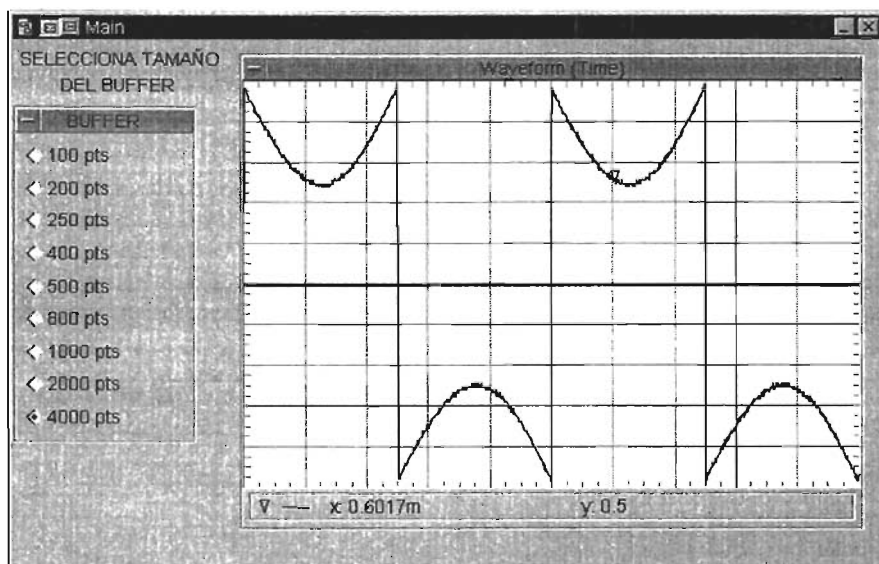 Main
SELECCIONA TAMAÑO
DEL BUFFER
BUFFER
100 pts
200 pts
250 pts
400 pts
500 pts
800 pts
1000 pts
2000 pts
4000 pts
Waveform (Time)
x: 0.6017m y: 0.5